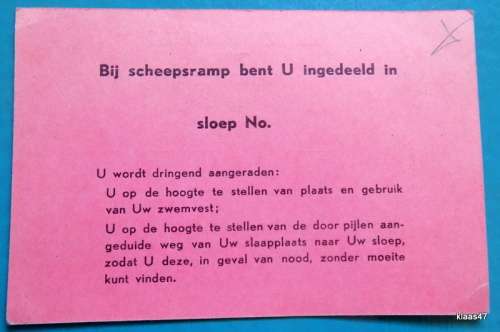 Bij scheepsramp bent U ingedeeld in
sloep No.
U wordt dringend aangeraden:
U op de hoogte te stellen van plaats en gebruik
van Uw zwemvest;
U op de hoogte te stellen van de door pijlen aan-
geduide weg van Uw slaapplaats naar Uw sloep,
zodat U deze, in geval van nood, zonder moeite
kunt vinden.
klaas47